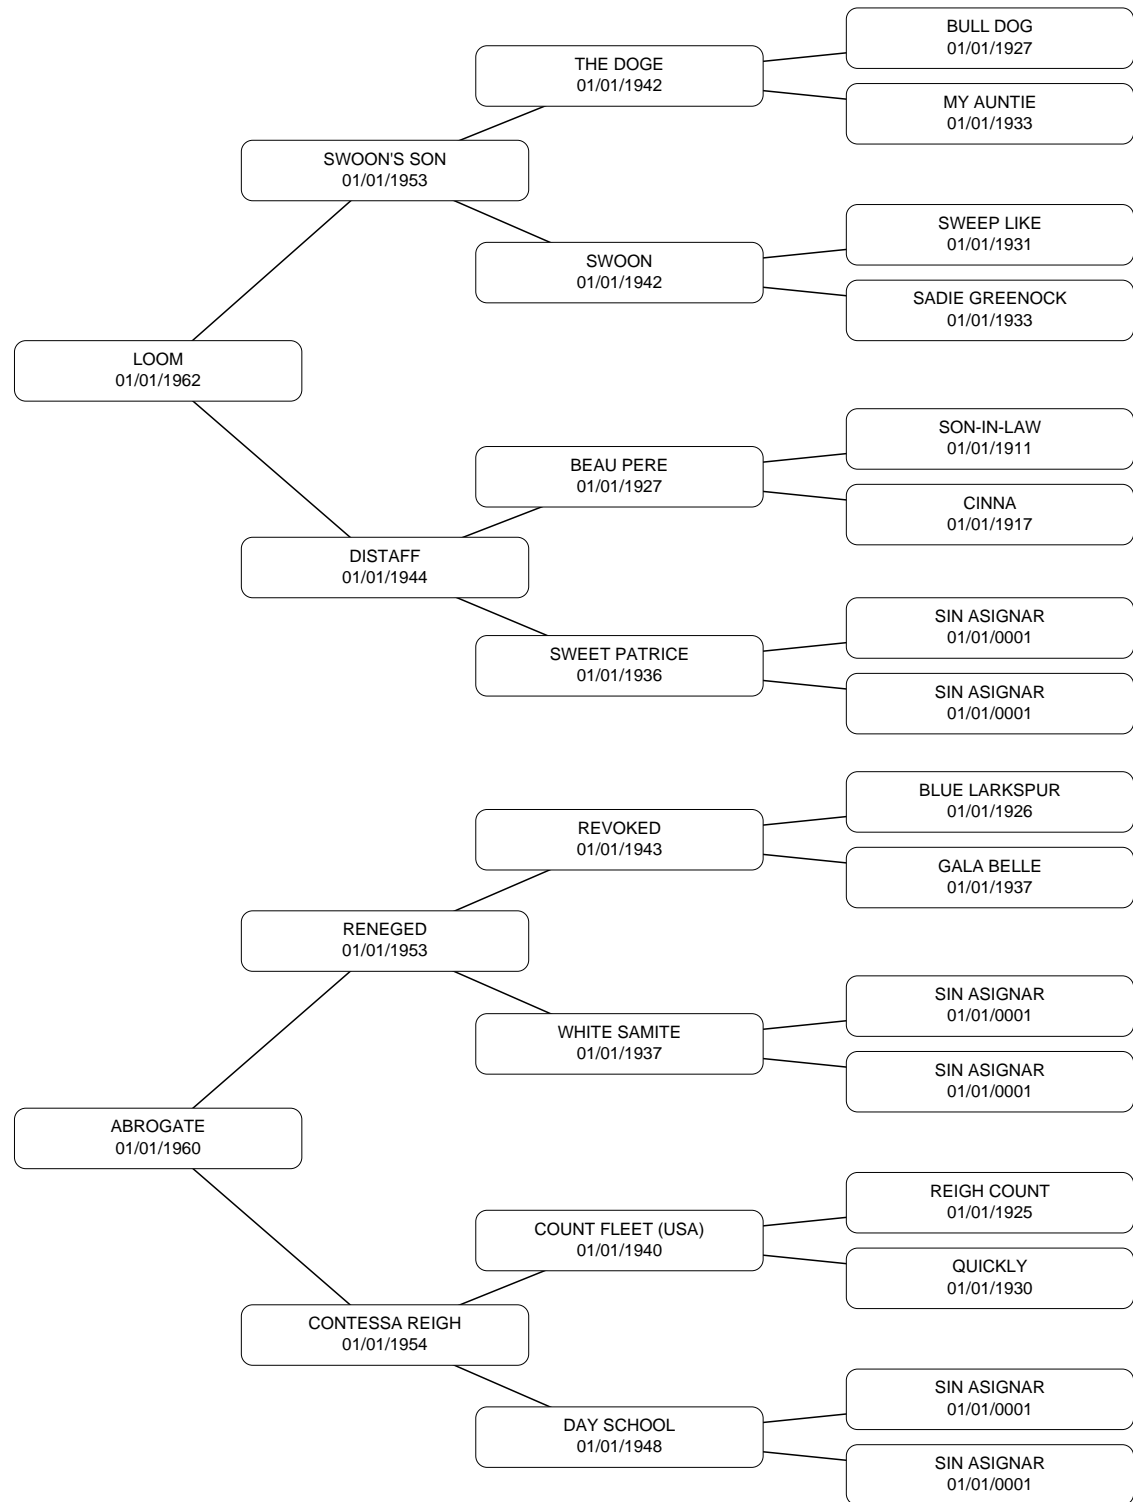 BULL DOG
01/01/1927
THE DOGE
01/01/1942
MY AUNTIE
01/01/1933
SWOON'S SON
01/01/1953
SWEEP LIKE
01/01/1931
SWOON
01/01/1942
SADIE GREENOCK
01/01/1933
LOOM
01/01/1962
SON-IN-LAW
01/01/1911
BEAU PERE
01/01/1927
CINNA
01/01/1917
DISTAFF
01/01/1944
SIN ASIGNAR
01/01/0001
SWEET PATRICE
01/01/1936
SIN ASIGNAR
01/01/0001
BLUE LARKSPUR
01/01/1926
REVOKED
01/01/1943
GALA BELLE
01/01/1937
RENEGED
01/01/1953
SIN ASIGNAR
01/01/0001
WHITE SAMITE
01/01/1937
SIN ASIGNAR
01/01/0001
ABROGATE
01/01/1960
REIGH COUNT
01/01/1925
COUNT FLEET (USA)
01/01/1940
QUICKLY
01/01/1930
CONTESSA REIGH
01/01/1954
SIN ASIGNAR
01/01/0001
DAY SCHOOL
01/01/1948
SIN ASIGNAR
01/01/0001